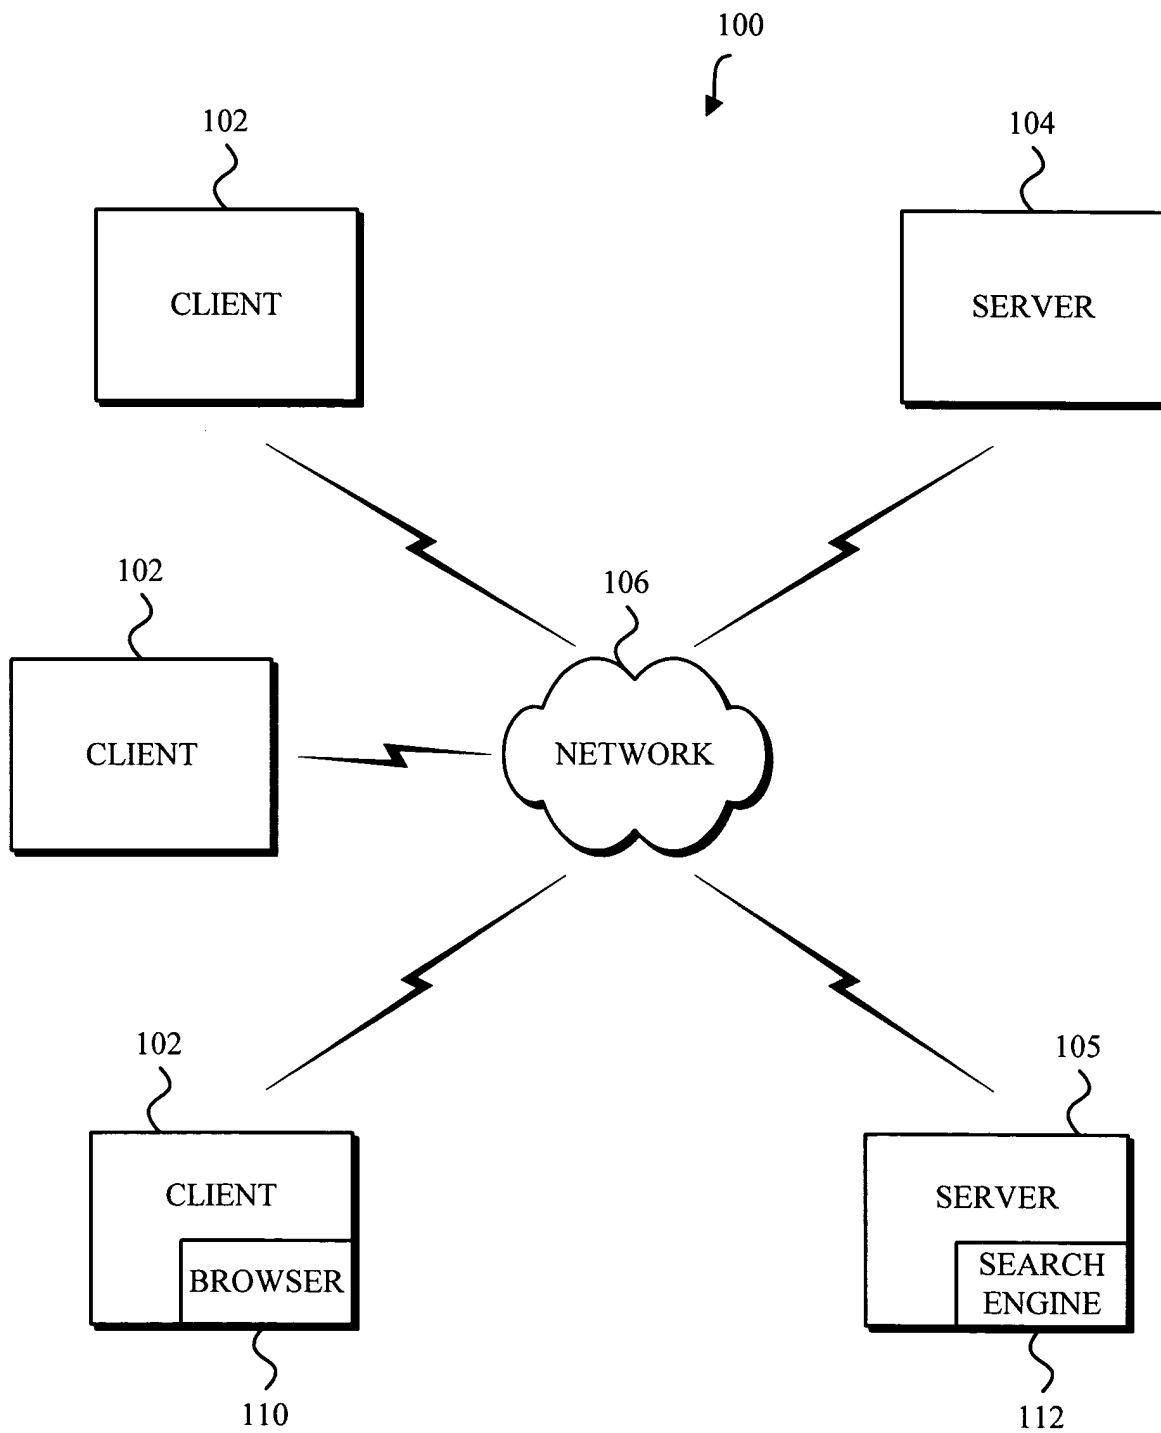 100
102
104
CLIENT
SERVER
102
106
CLIENT
NETWORK
102
105
CLIENT
SERVER
BROWSER
SEARCH
ENGINE
110
112